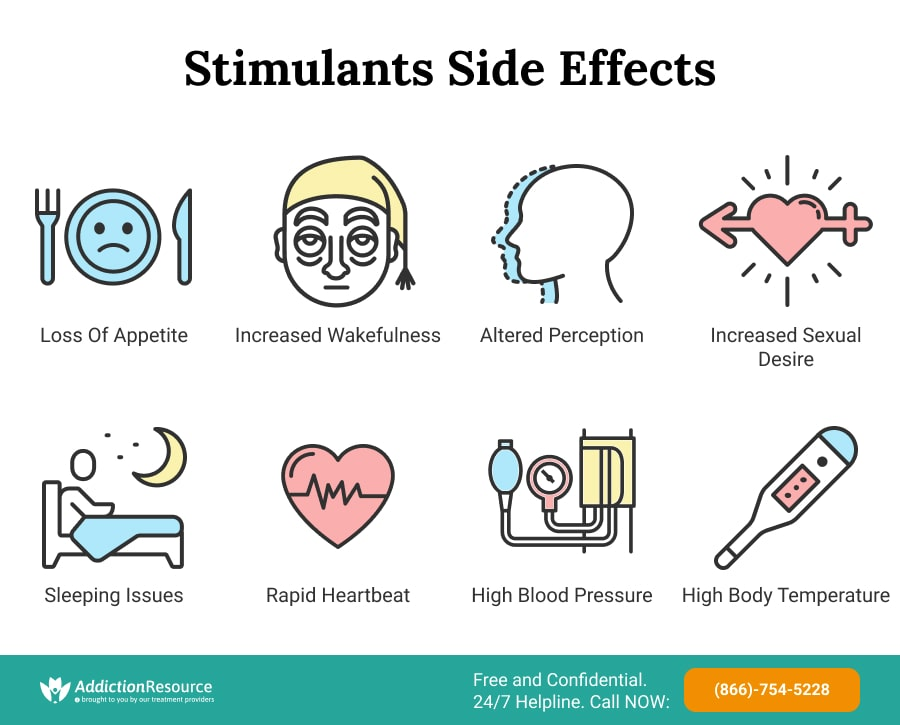 Stimulants Side Effects
Loss Of Appetite
Increased Wakefulness
Altered Perception
Increased Sexual
Desire
Sleeping Issues
Rapid Heartbeat
High Blood Pressure
High Body Temperature
AddictionResource
brought to you by our treatment providers
Free and Confidential.
24/7 Helpline. Call NOW:
(866)-754-5228